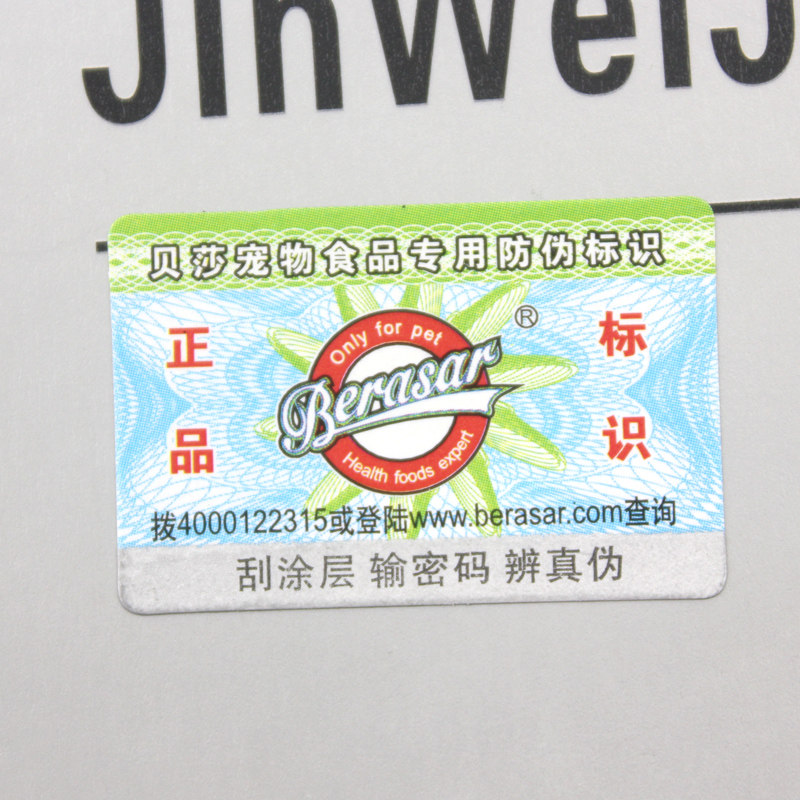 JinWeiJ
贝莎宠物食品专用防伪标识
正品
标识
Only for pet
Berasar®
Health foods expert
拨4000122315或登陆www.berasar.com查询
刮涂层 输密码 辨真伪